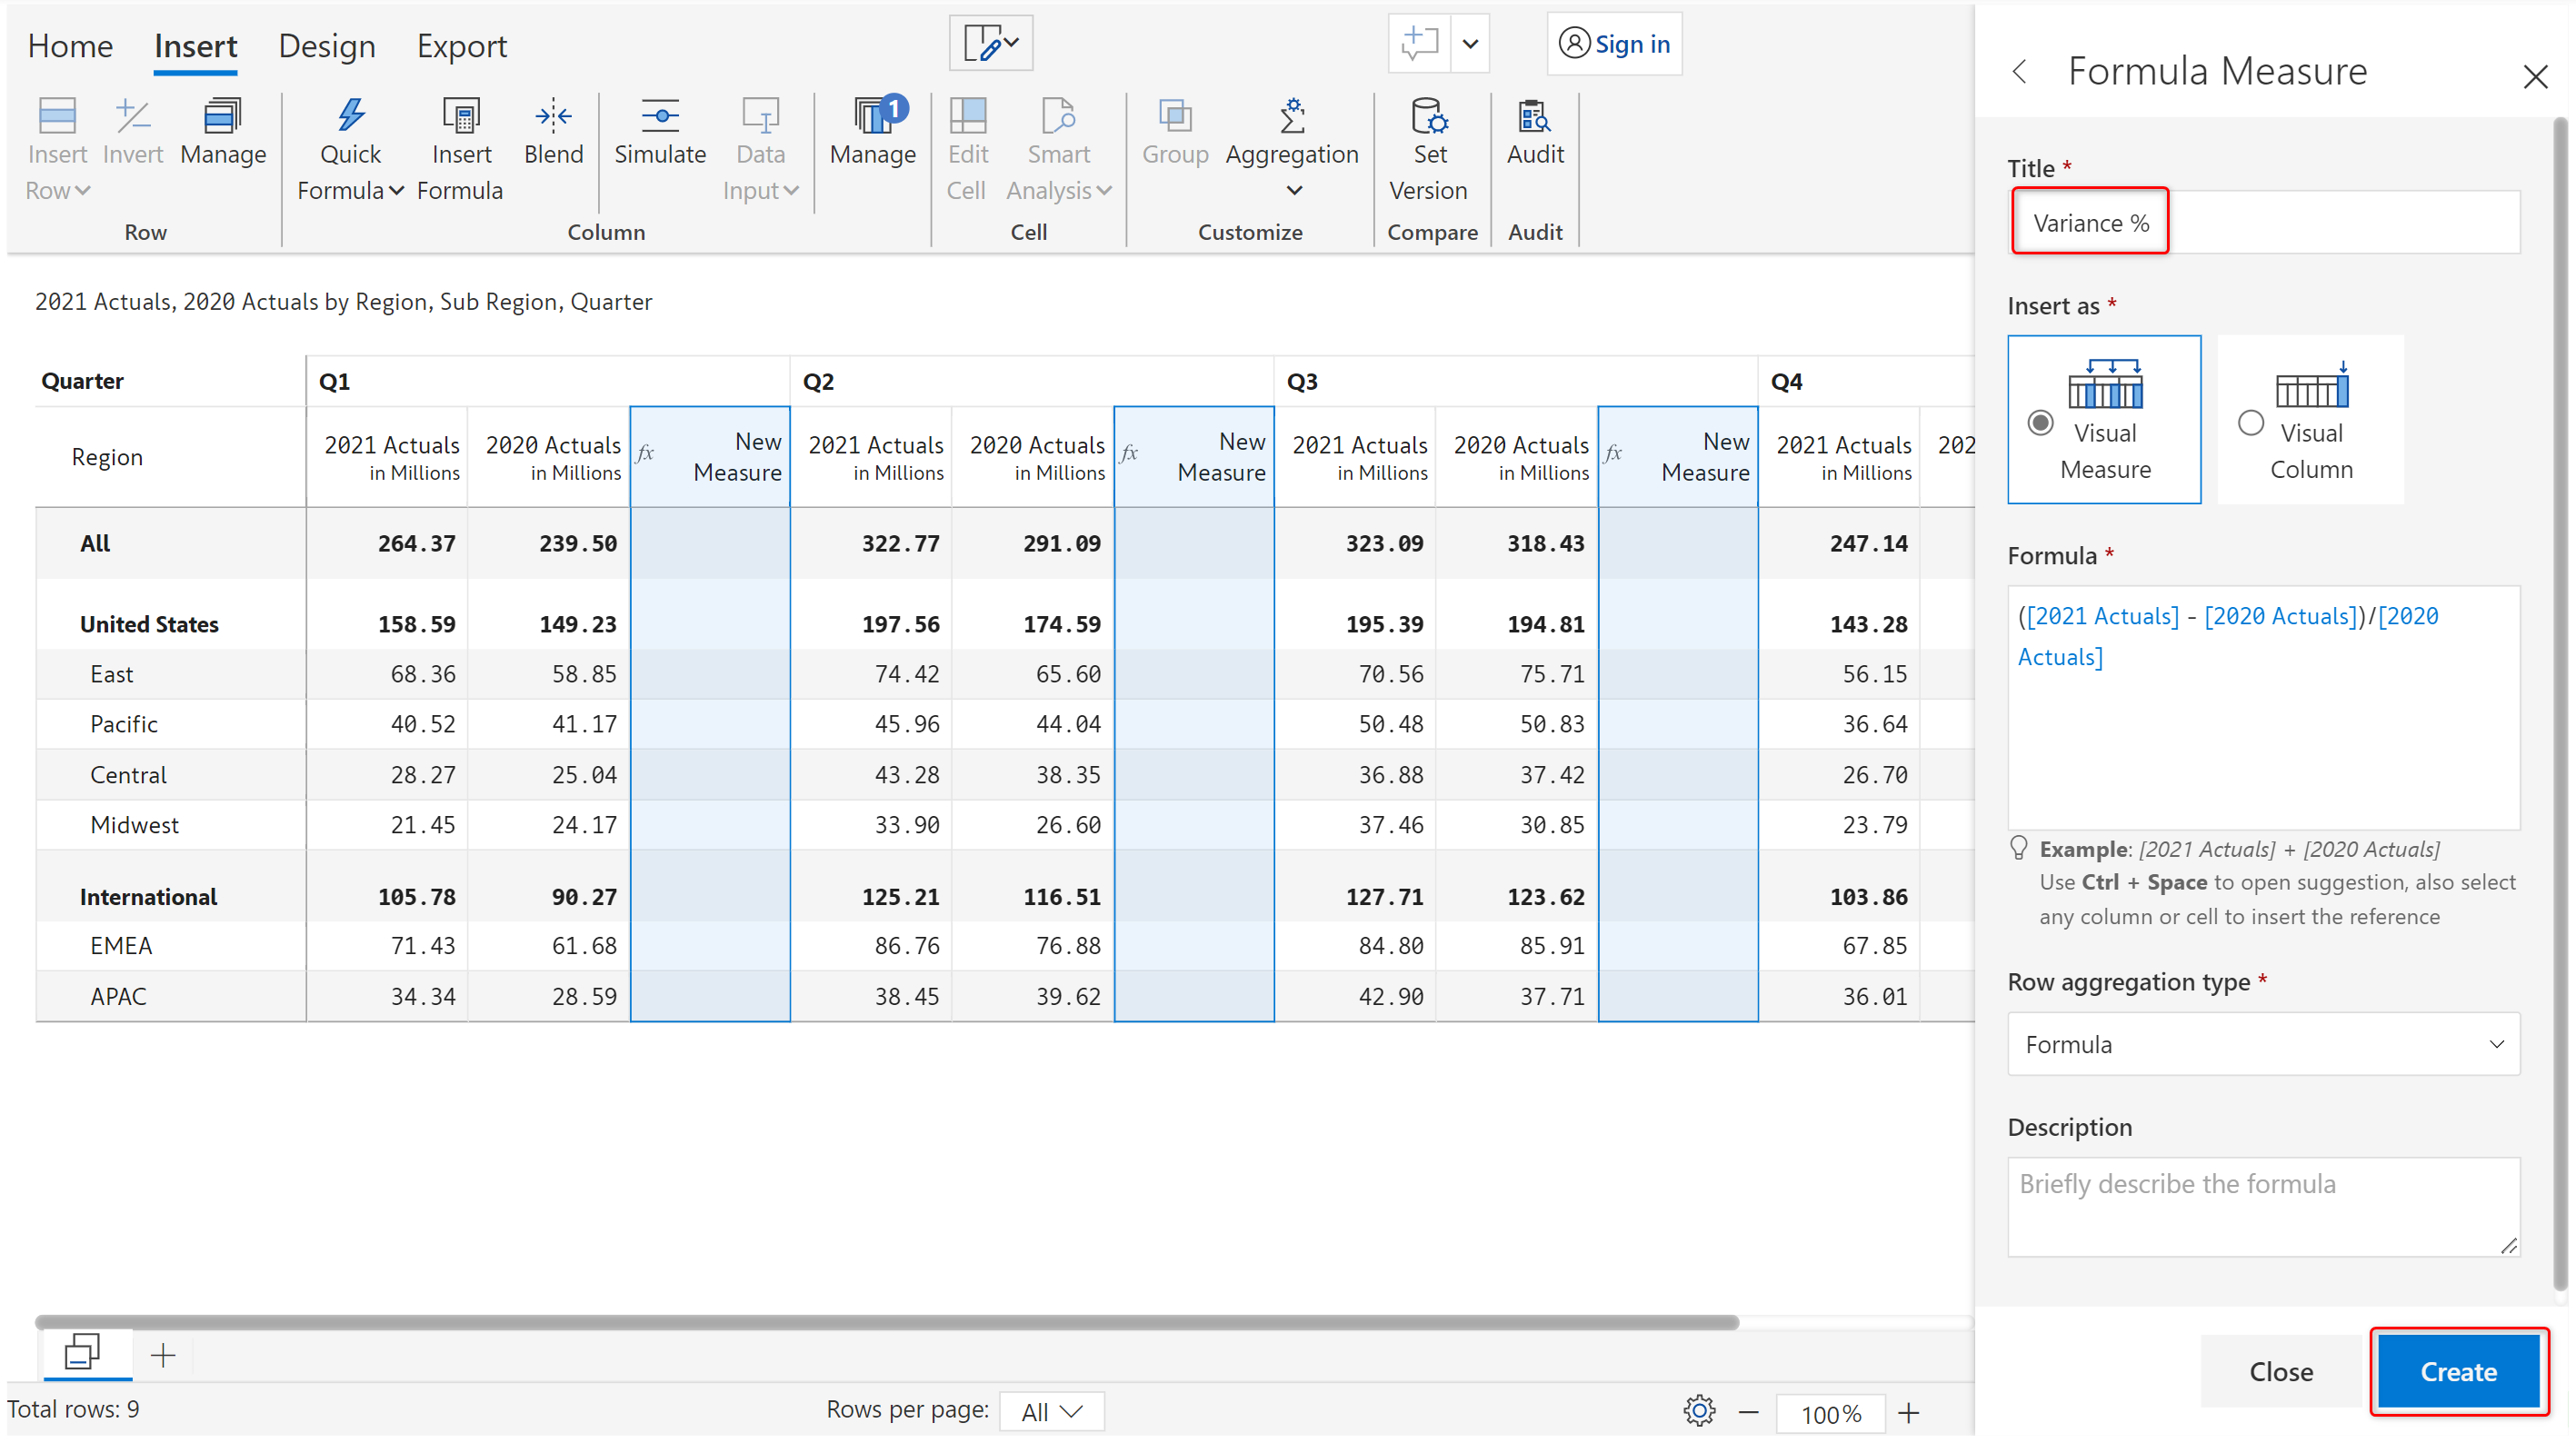 Home Insert Design Export Sign in
Insert Row Invert Manage Quick Formula Insert Formula Blend Simulate Data Input Manage 1 Edit Cell Smart Analysis Group Aggregation Set Version Audit
Row Column Cell Customize Compare Audit
2021 Actuals, 2020 Actuals by Region, Sub Region, Quarter
Quarter Q1 Q2 Q3 Q4
Region 2021 Actuals in Millions 2020 Actuals in Millions fx New Measure 2021 Actuals in Millions 2020 Actuals in Millions fx New Measure 2021 Actuals in Millions 2020 Actuals in Millions fx New Measure 2021 Actuals in Millions 202
All 264.37 239.50 322.77 291.09 323.09 318.43 247.14
United States 158.59 149.23 197.56 174.59 195.39 194.81 143.28
East 68.36 58.85 74.42 65.60 70.56 75.71 56.15
Pacific 40.52 41.17 45.96 44.04 50.48 50.83 36.64
Central 28.27 25.04 43.28 38.35 36.88 37.42 26.70
Midwest 21.45 24.17 33.90 26.60 37.46 30.85 23.79
International 105.78 90.27 125.21 116.51 127.71 123.62 103.86
EMEA 71.43 61.68 86.76 76.88 84.80 85.91 67.85
APAC 34.34 28.59 38.45 39.62 42.90 37.71 36.01
Total rows: 9 Rows per page: All 100%
Formula Measure
Title *
Variance %
Insert as *
Visual Measure
Visual Column
Formula *
([2021 Actuals] - [2020 Actuals])/[2020
Actuals]
Example: [2021 Actuals] + [2020 Actuals]
Use Ctrl + Space to open suggestion, also select
any column or cell to insert the reference
Row aggregation type *
Formula
Description
Briefly describe the formula
Close Create